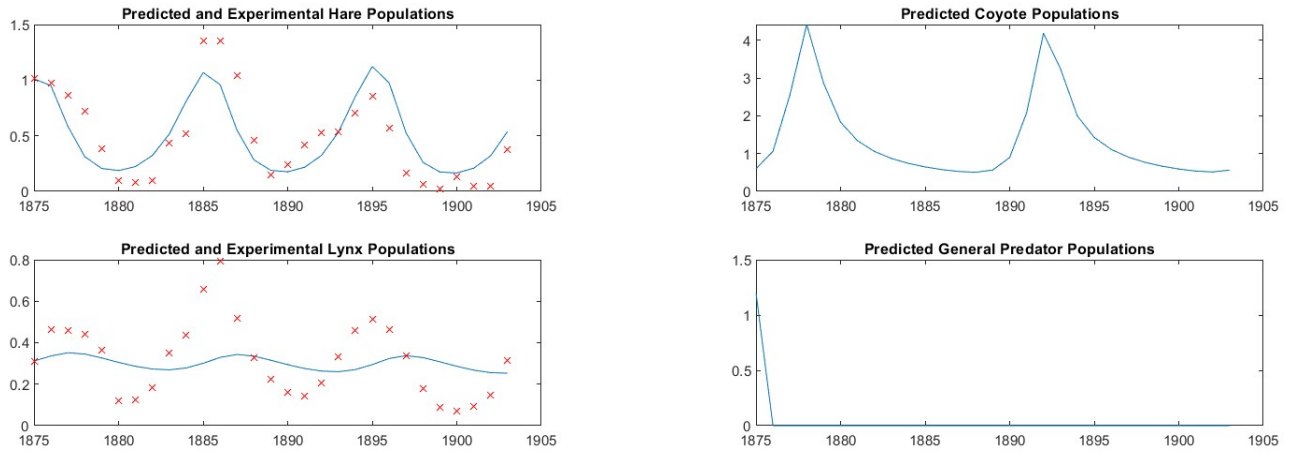 Predicted and Experimental Hare Populations
1.5
1
0.5
0
1875 1880 1885 1890 1895 1900 1905
Predicted Coyote Populations
4
3
2
1
0
1875 1880 1885 1890 1895 1900 1905
Predicted and Experimental Lynx Populations
0.8
0.6
0.4
0.2
0
1875 1880 1885 1890 1895 1900 1905
Predicted General Predator Populations
1.5
1
0.5
0
1875 1880 1885 1890 1895 1900 1905